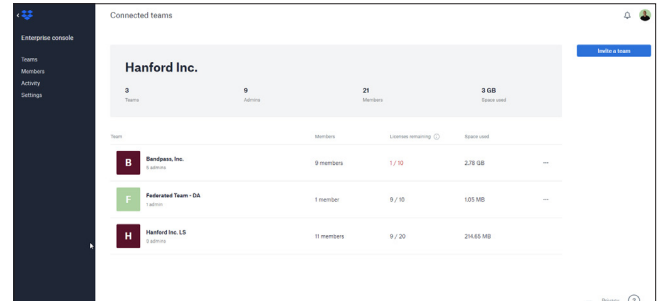 Connected teams
Enterprise console
Teams
Members
Activity
Settings
Invite a team
Hanford Inc.
3 9 21 3 GB
Teams Admins Members Space used
Team Members Licenses remaining Space used
B Bandpass, Inc. 9 members 1 / 10 2.78 GB
5 admins
F Federated Team - DA 1 member 9 / 10 1.05 MB
1 admin
H Hanford Inc. LS 11 members 9 / 20 214.65 MB
3 admins
Privacy ?